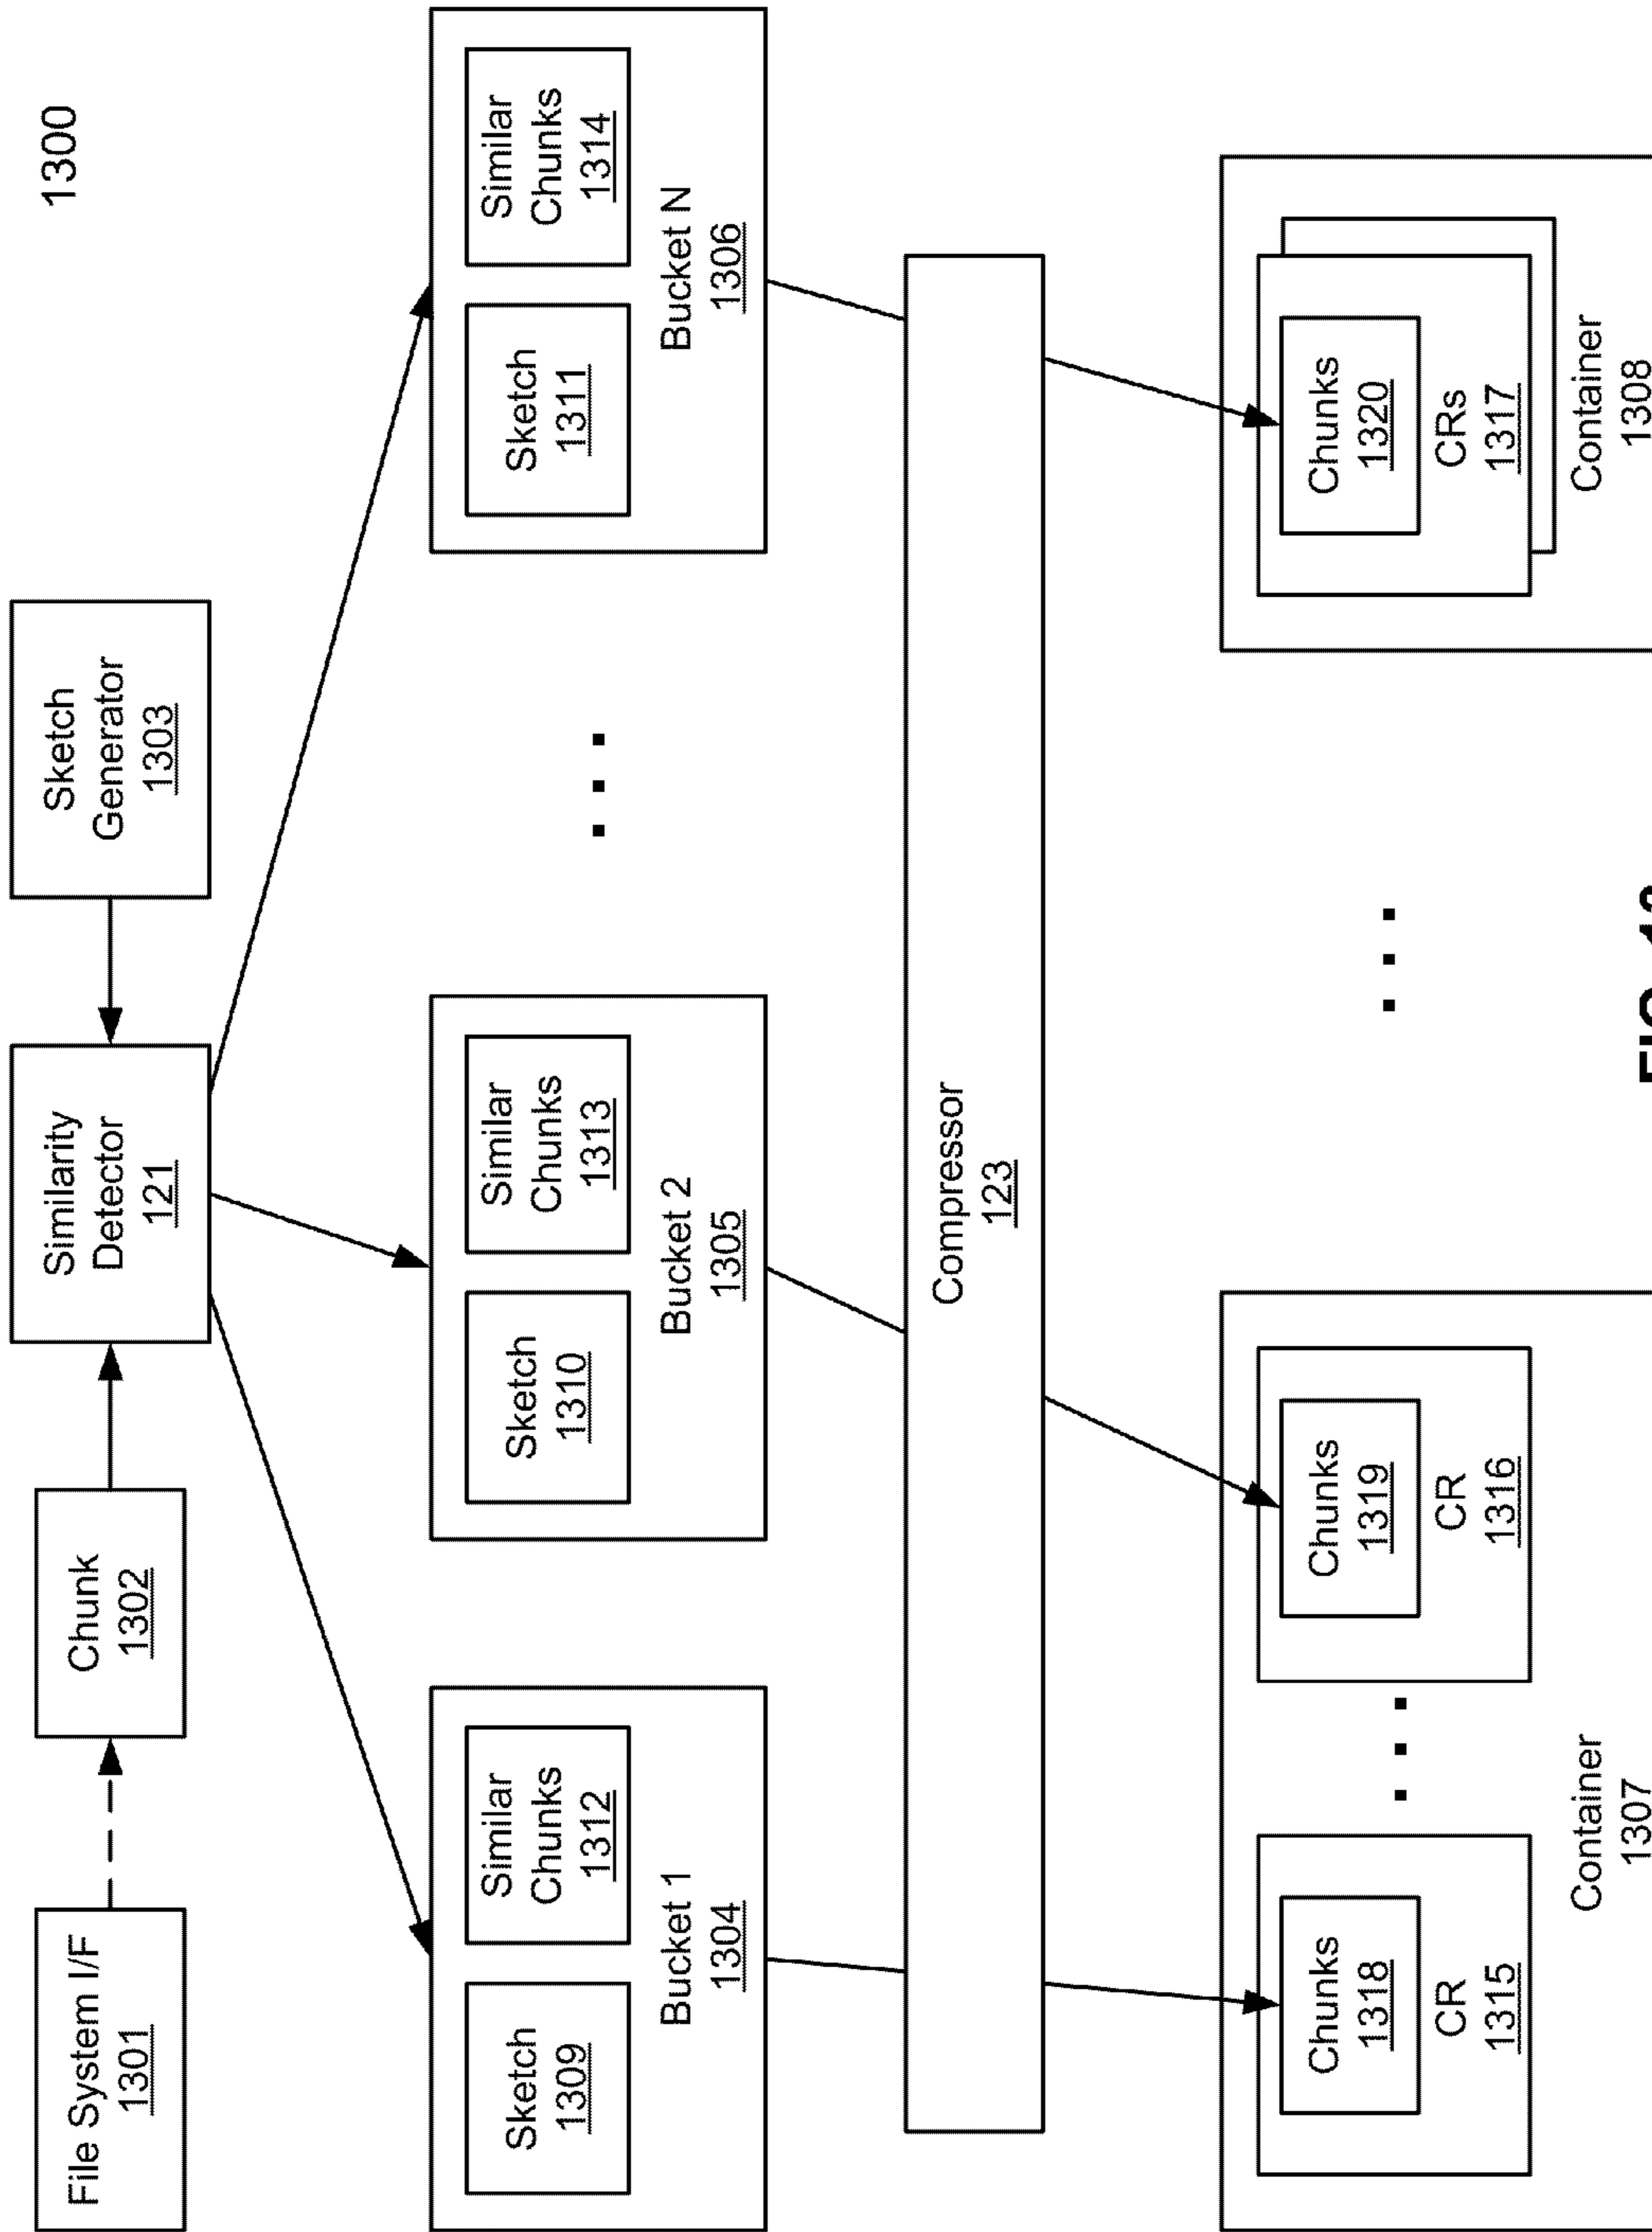 1300
File System I/F
1301
Chunk
1302
Similarity
Detector
121
Sketch
Generator
1303
Sketch
1309
Similar
Chunks
1312
Bucket 1
1304
Sketch
1310
Similar
Chunks
1313
Bucket 2
1305
. . .
Sketch
1311
Similar
Chunks
1314
Bucket N
1306
Compressor
123
Chunks
1318
CR
1315
. . .
Chunks
1319
CR
1316
Container
1307
. . .
Chunks
1320
CRs
1317
Container
1308
FIG.